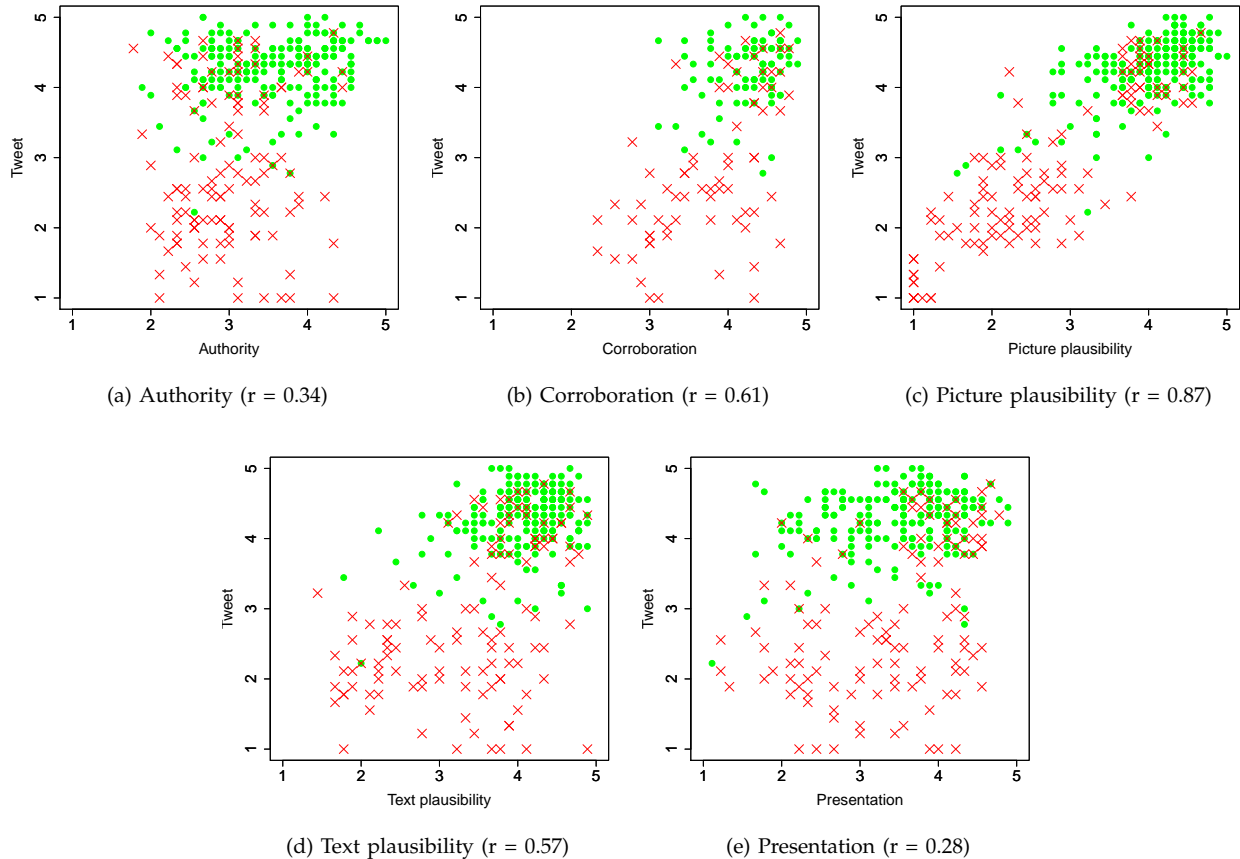 5
4
3
2
1
Tweet
1 2 3 4 5
Authority
(a) Authority (r = 0.34)
5
4
3
2
1
Tweet
1 2 3 4 5
Corroboration
(b) Corroboration (r = 0.61)
5
4
3
2
1
Tweet
1 2 3 4 5
Picture plausibility
(c) Picture plausibility (r = 0.87)
5
4
3
2
1
Tweet
1 2 3 4 5
Text plausibility
(d) Text plausibility (r = 0.57)
5
4
3
2
1
Tweet
1 2 3 4 5
Presentation
(e) Presentation (r = 0.28)